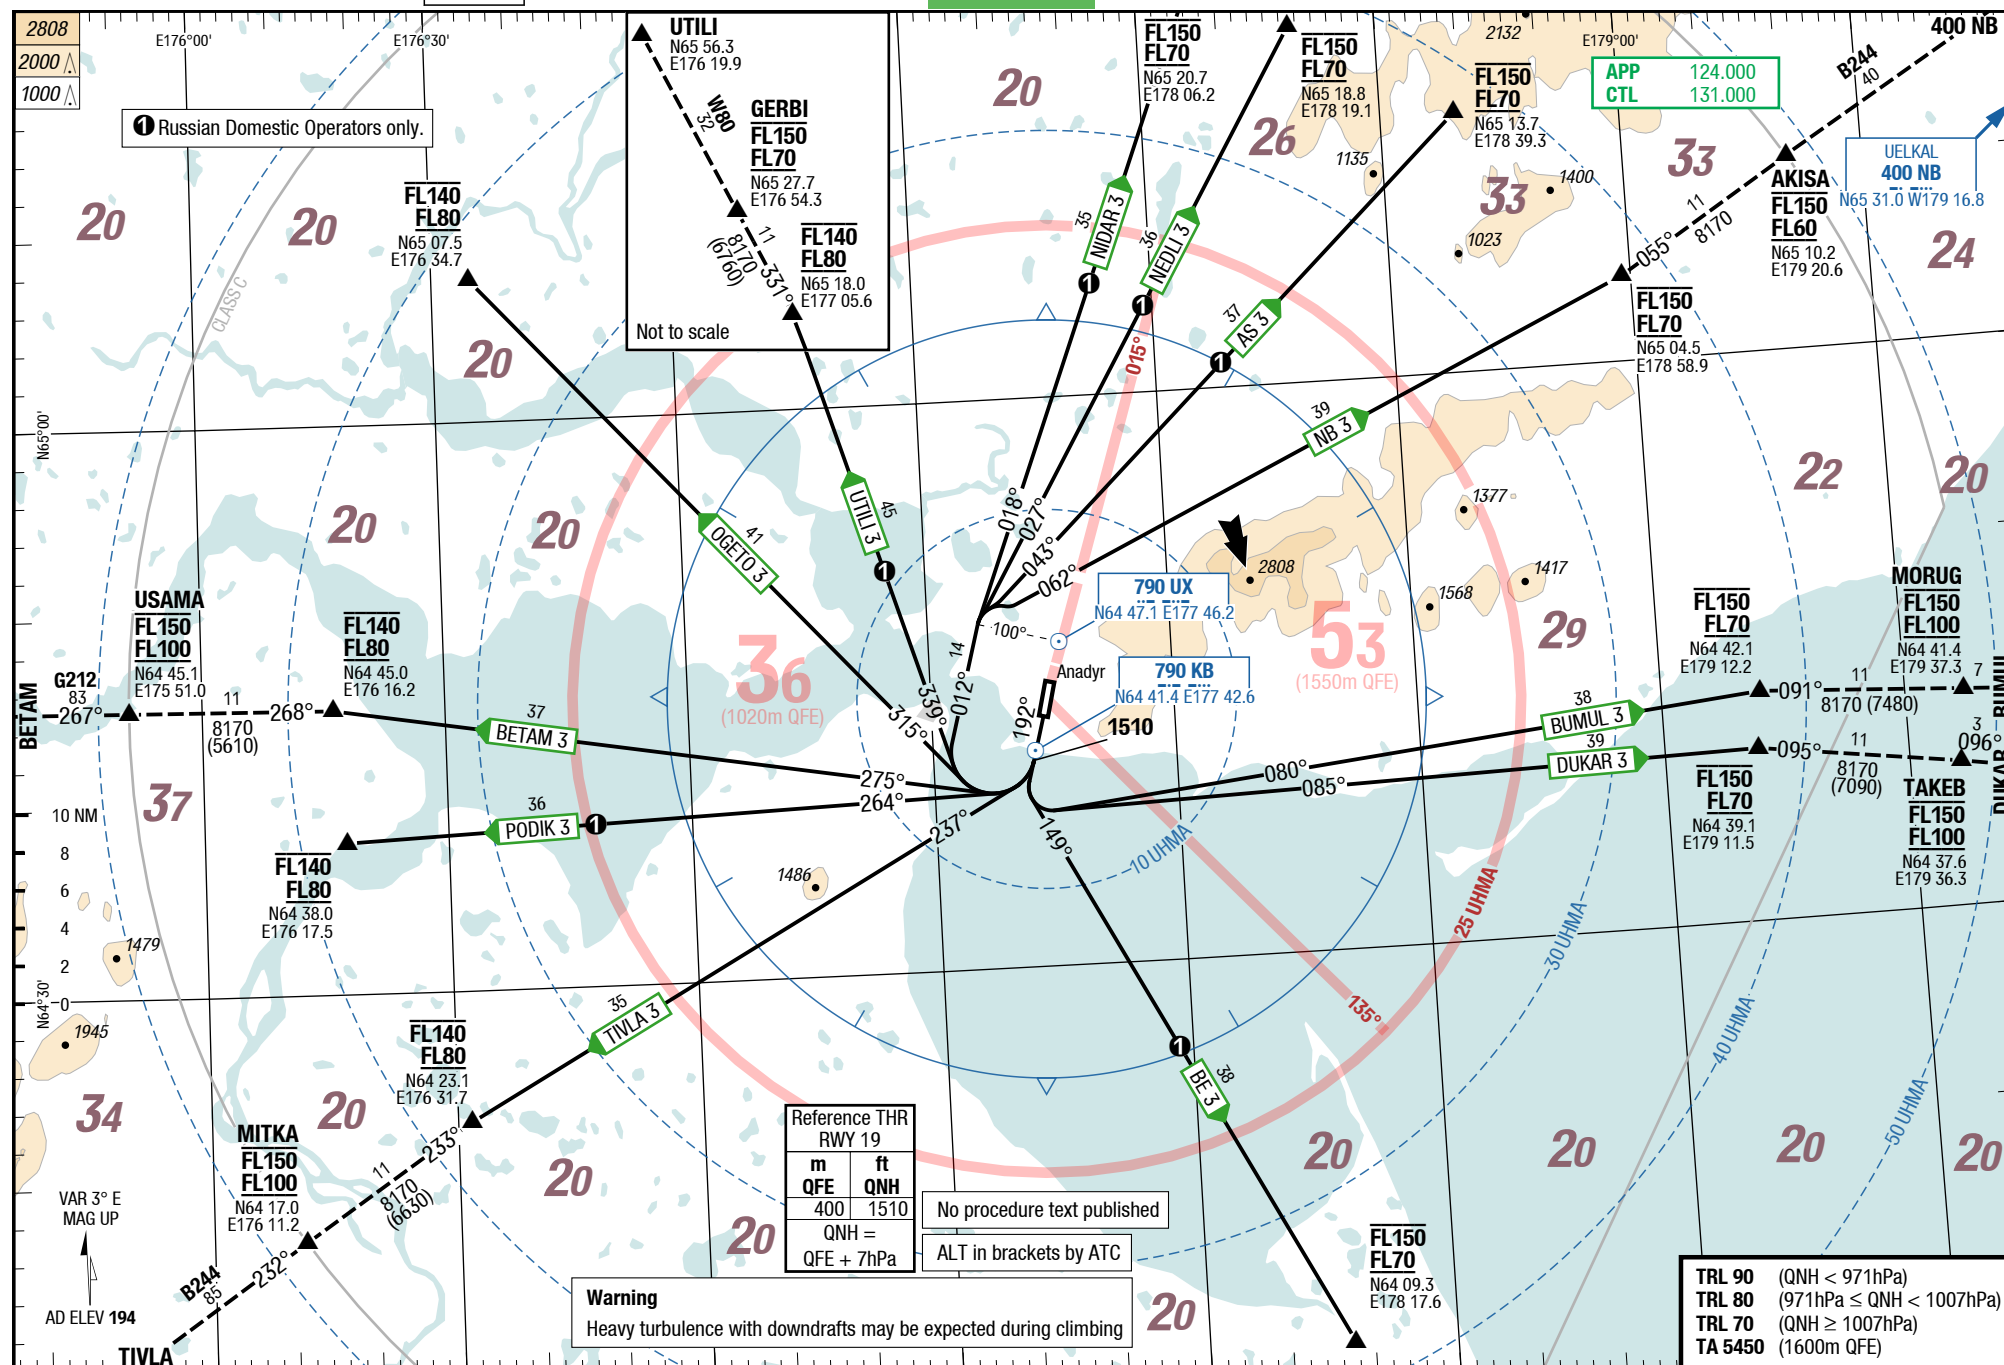 2808
2000
1000
E176°00'
E176°30'
1 Russian Domestic Operators only.
UTILI
N65 56.3
E176 19.9
W80
32
GERBI
FL150
FL70
N65 27.7
E176 54.3
11
8170
(6760)
331°
FL140
FL80
N65 18.0
E177 05.6
Not to scale
FL150
FL70
N65 20.7
E178 06.2
FL150
FL70
N65 18.8
E178 19.1
FL150
FL70
N65 13.7
E178 39.3
2132
E179°00'
APP 124.000
CTL 131.000
400 NB
B244
40
UELKAL
400 NB
N65 31.0 W179 16.8
AKISA
FL150
FL60
N65 10.2
E179 20.6
11
8170
055°
FL150
FL70
N65 04.5
E178 58.9
1135
1400
1023
20
20
20
20
26
33
33
24
CLASS C
FL140
FL80
N65 07.5
E176 34.7
35
NIDAR 3
1
36
NEDLI 3
1
37
AS 3
1
39
NB 3
015°
N65°00'
41
OGETO 3
45
UTILI 3
1
018°
027°
043°
062°
100°
14
012°
339°
315°
192°
790 UX
N64 47.1 E177 46.2
Anadyr
790 KB
N64 41.4 E177 42.6
1510
2808
1377
1417
1568
20
20
36
(1020m QFE)
53
(1550m QFE)
29
22
20
USAMA
FL150
FL100
N64 45.1
E175 51.0
FL140
FL80
N64 45.0
E176 16.2
BETAM
G212
83
267°
11
8170
(5610)
268°
37
BETAM 3
275°
264°
36
PODIK 3
1
237°
149°
080°
085°
38
BUMUL 3
39
DUKAR 3
FL150
FL70
N64 42.1
E179 12.2
MORUG
FL150
FL100
N64 41.4
E179 37.3
091°
11
8170 (7480)
7
BUMUL
FL150
FL70
N64 39.1
E179 11.5
095°
11
8170
(7090)
3
096°
DUKAR
TAKEB
FL150
FL100
N64 37.6
E179 36.3
37
10 NM
8
6
4
2
0
N64°30'
FL140
FL80
N64 38.0
E176 17.5
1486
1479
1945
10 UHMA
25 UHMA
30 UHMA
40 UHMA
50 UHMA
135°
35
TIVLA 3
FL140
FL80
N64 23.1
E176 31.7
34
20
20
20
20
20
20
20
20
MITKA
FL150
FL100
N64 17.0
E176 11.2
11
8170
(6630)
233°
232°
B244
85
TIVLA
VAR 3° E
MAG UP
AD ELEV 194
1
38
BE 3
FL150
FL70
N64 09.3
E178 17.6
Reference THR
RWY 19
m ft
QFE QNH
400 1510
QNH =
QFE + 7hPa
No procedure text published
ALT in brackets by ATC
Warning
Heavy turbulence with downdrafts may be expected during climbing
TRL 90 (QNH < 971hPa)
TRL 80 (971hPa ≤ QNH < 1007hPa)
TRL 70 (QNH ≥ 1007hPa)
TA 5450 (1600m QFE)